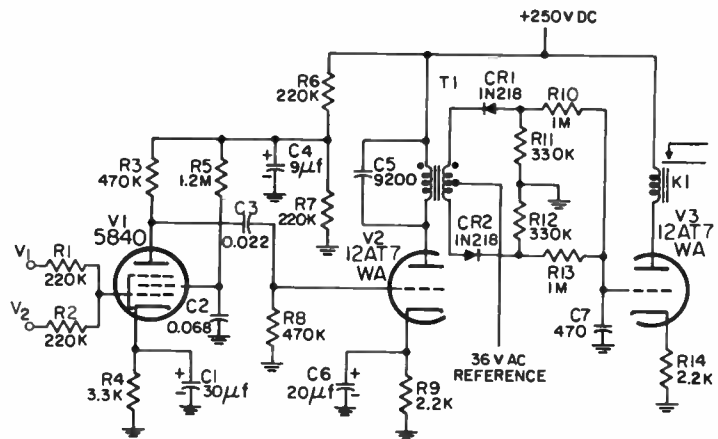 +250V DC
R6
220K
T1
CR1
1N218
R10
1M
R11
330K
R3
470K
R5
1.2M
+
-
C4
9µf
C5
9200
K1
R7
220K
R12
330K
V1
5840
C3
0.022
V2
12AT7
WA
CR2
1N218
V3
12AT7
WA
R13
1M
V1
R1
220K
V2
R2
220K
C2
0.068
R8
470K
C7
470
36V AC
REFERENCE
R4
3.3K
+
-
C1
30µf
C6
20µf
+
-
R9
2.2K
R14
2.2K